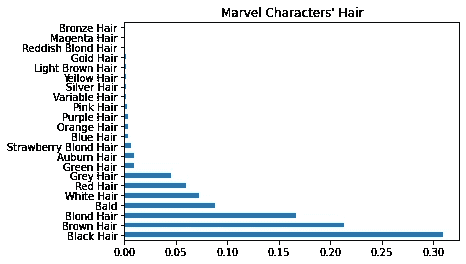 Marvel Characters' Hair
Bronze Hair
Magenta Hair
Reddish Blond Hair
Gold Hair
Light Brown Hair
Yellow Hair
Silver Hair
Variable Hair
Pink Hair
Purple Hair
Orange Hair
Blue Hair
Strawberry Blond Hair
Auburn Hair
Green Hair
Grey Hair
Red Hair
White Hair
Bald
Blond Hair
Brown Hair
Black Hair
0.00 0.05 0.10 0.15 0.20 0.25 0.30